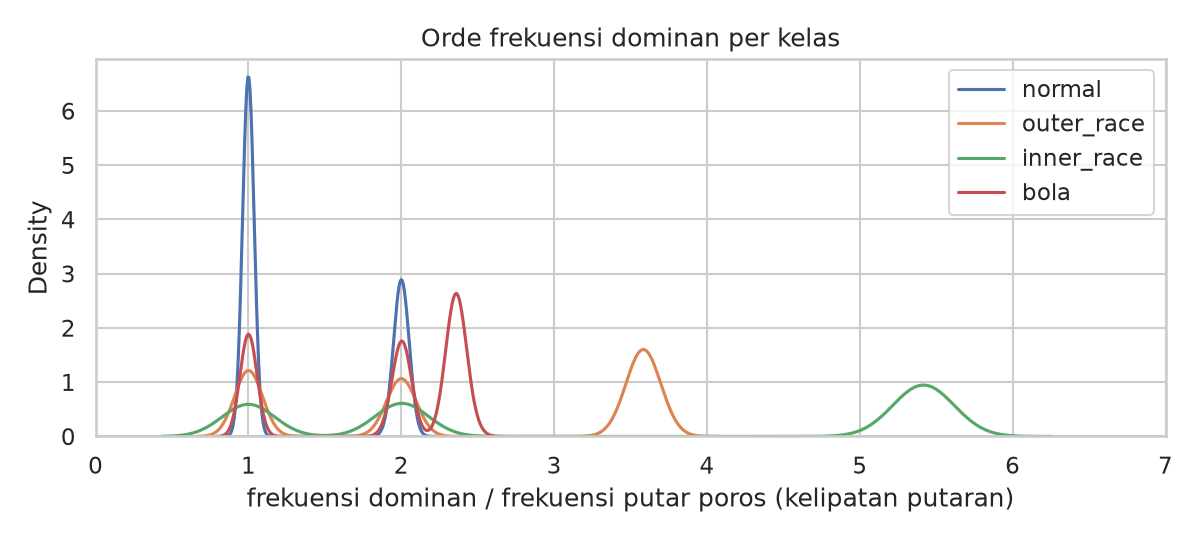 Orde frekuensi dominan per kelas
Density
6
5
4
3
2
1
0
0 1 2 3 4 5 6 7
frekuensi dominan / frekuensi putar poros (kelipatan putaran)
normal
outer_race
inner_race
bola